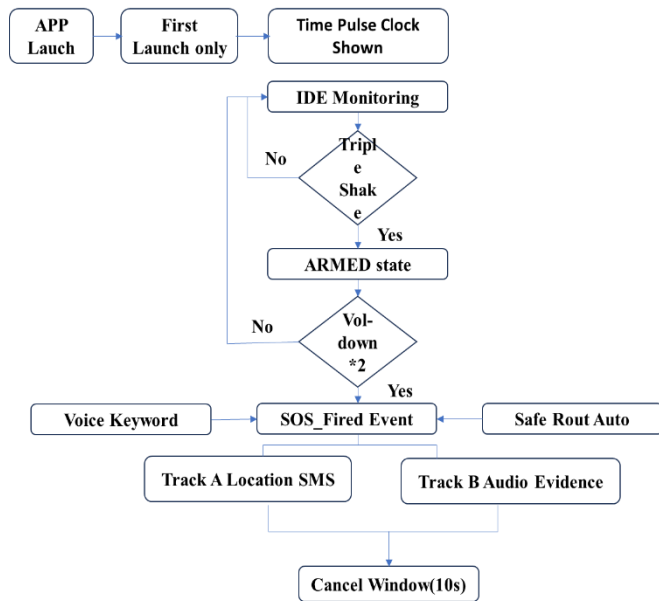 APP
Lauch
First
Launch only
Time Pulse Clock
Shown
IDE Monitoring
No
Tripl
e
Shak
e
Yes
ARMED state
No
Vol-
down
*2
Yes
Voice Keyword
SOS_Fired Event
Safe Rout Auto
Track A Location SMS
Track B Audio Evidence
Cancel Window(10s)